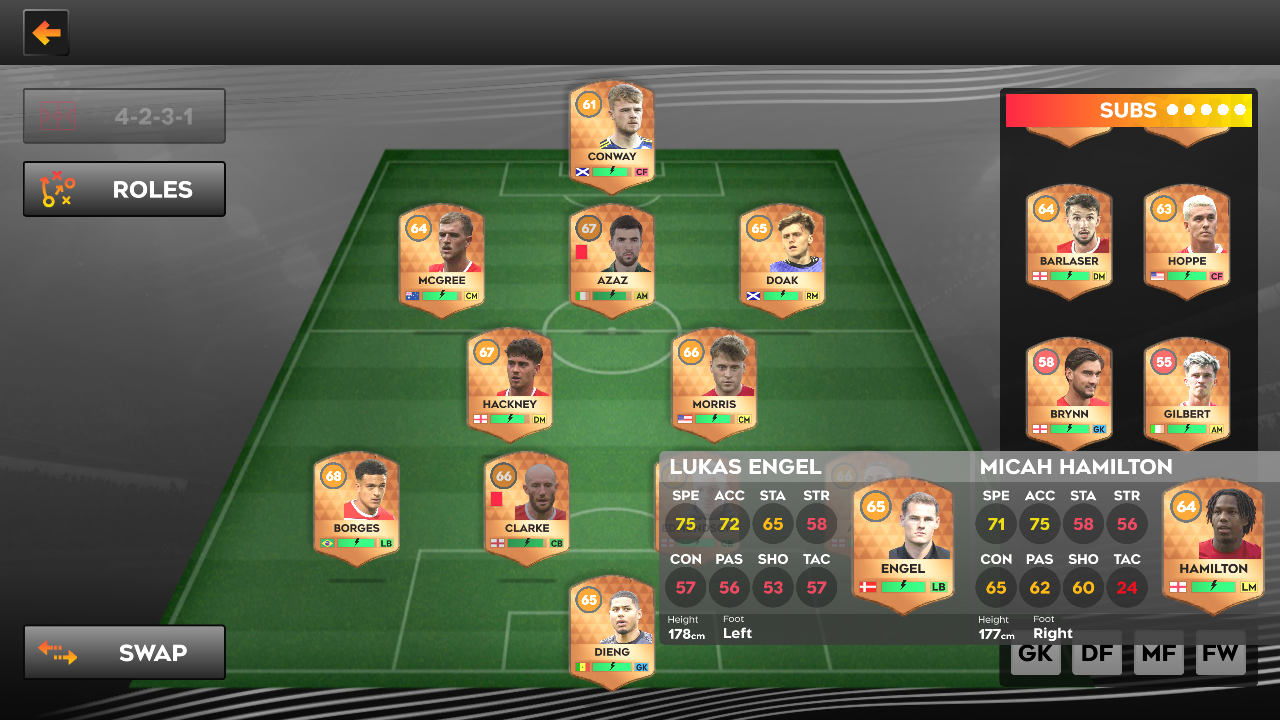 4-2-3-1
ROLES
SWAP
61
CONWAY
CF
64
MCGREE
CM
67
AZAZ
AM
65
DOAK
RM
67
HACKNEY
DM
66
MORRIS
CM
68
BORGES
LB
66
CLARKE
CB
66
65
DIENG
GK
SUBS
64
BARLASER
DM
63
HOPPE
CF
58
BRYNN
GK
55
GILBERT
AM
LUKAS ENGEL
SPE ACC STA STR
75 72 65 58
CON PAS SHO TAC
57 56 53 57
Height Foot
178cm Left
65
ENGEL
LB
MICAH HAMILTON
SPE ACC STA STR
71 75 58 56
CON PAS SHO TAC
65 62 60 24
Height Foot
177cm Right
64
HAMILTON
LM
GK DF MF FW